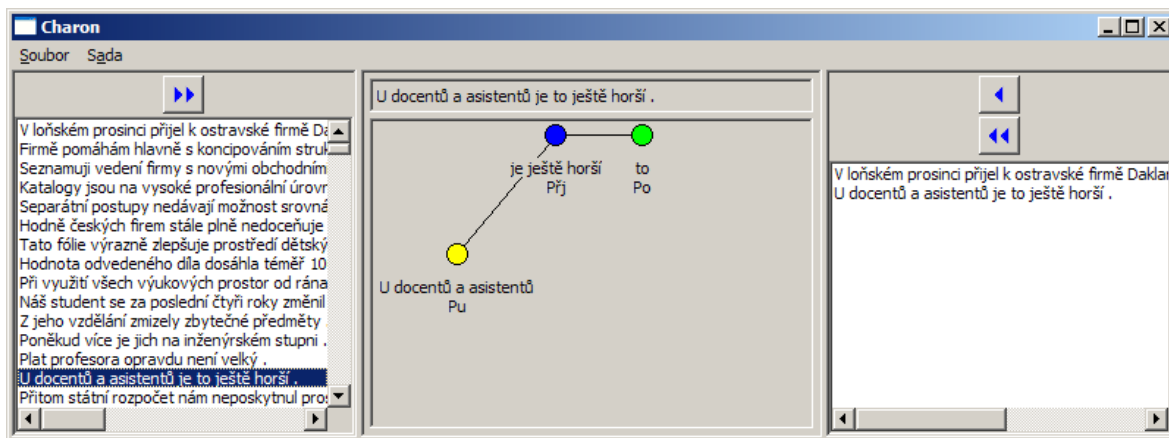 Charon
Soubor Sada
V loňském prosinci přijel k ostravské firmě Da
Firmě pomáhám hlavně s koncipováním struk
Seznamuji vedení firmy s novými obchodním
Katalogy jsou na vysoké profesionální úrovr
Separátní postupy nedávají možnost srovná
Hodně českých firem stále plně nedoceňuje
Tato fólie výrazně zlepšuje prostředí dětský
Hodnota odvedeného díla dosáhla téměř 10
Při využití všech výukových prostor od rána
Náš student se za poslední čtyři roky změnil
Z jeho vzdělání zmizely zbytečné předměty .
Poněkud více je jich na inženýrském stupni .
Plat profesora opravdu není velký .
U docentů a asistentů je to ještě horší .
Přitom státní rozpočet nám neposkytnul pros
U docentů a asistentů je to ještě horší .
je ještě horší to
Přj Po
U docentů a asistentů
Pu
V loňském prosinci přijel k ostravské firmě Daklar
U docentů a asistentů je to ještě horší .